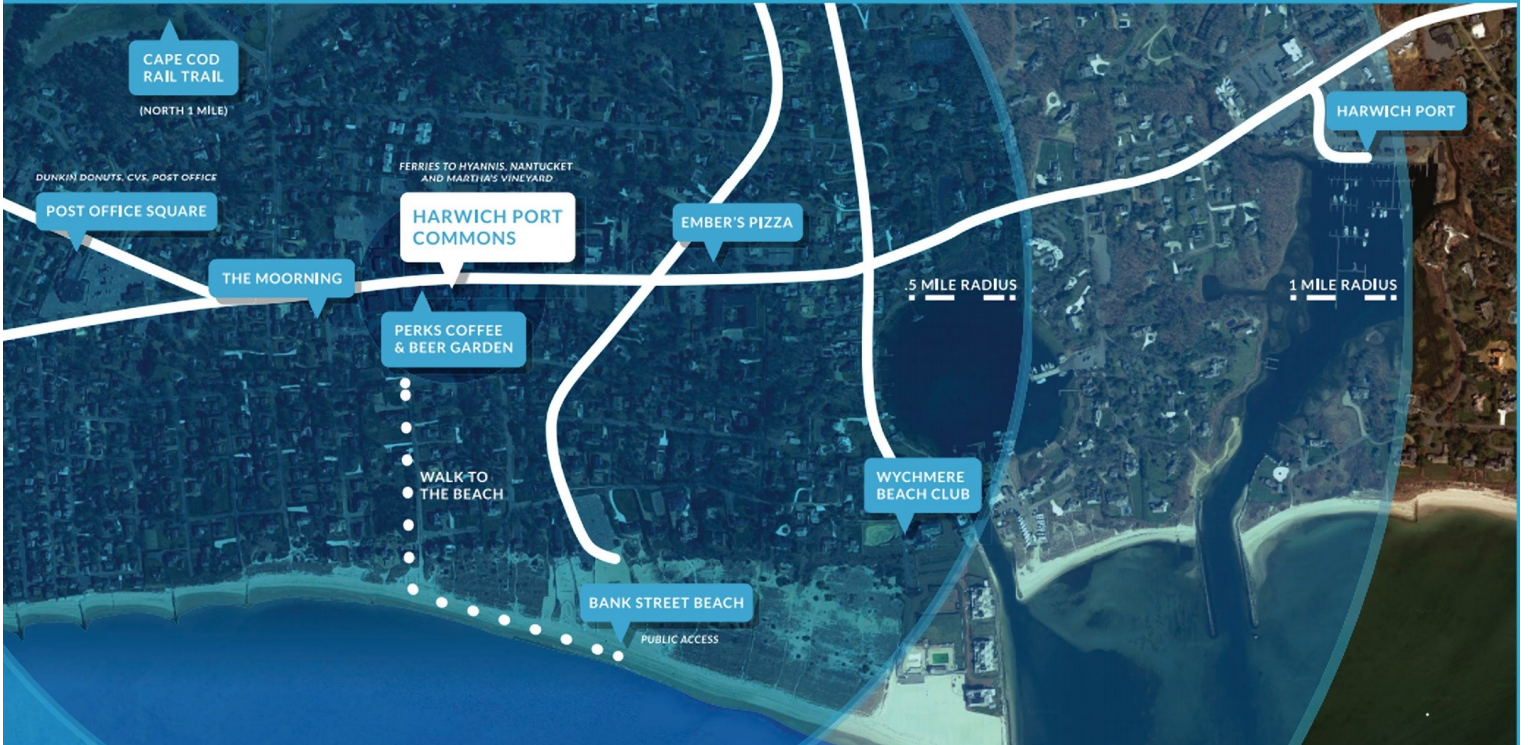 CAPE COD
RAIL TRAIL
(NORTH 1 MILE)
HARWICH PORT
DUNKIN DONUTS, CVS, POST OFFICE
POST OFFICE SQUARE
FERRIES TO HYANNIS, NANTUCKET
AND MARTHA'S VINEYARD
HARWICH PORT
COMMONS
EMBER'S PIZZA
THE MOORNING
.5 MILE RADIUS
1 MILE RADIUS
PERKS COFFEE
& BEER GARDEN
WALK TO
THE BEACH
WYCHMERE
BEACH CLUB
BANK STREET BEACH
PUBLIC ACCESS